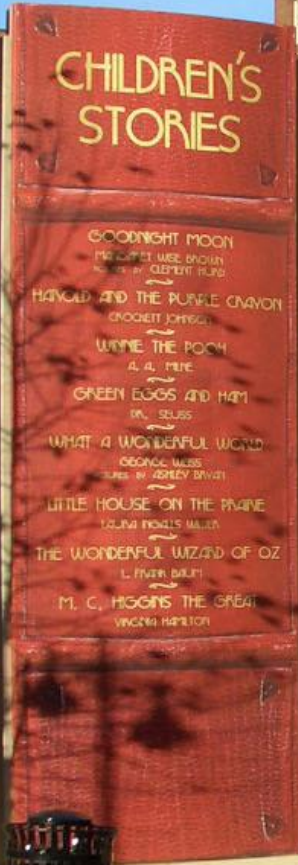 CHILDREN'S
STORIES
GOODNIGHT MOON
MARGARET WISE BROWN
PICTURES BY CLEMENT HURD
HAROLD AND THE PURPLE CRAYON
CROCKETT JOHNSON
WINNIE THE POOH
A. A. MILNE
GREEN EGGS AND HAM
DR. SEUSS
WHAT A WONDERFUL WORLD
GEORGE WEISS
PICTURES BY ASHLEY BRYAN
LITTLE HOUSE ON THE PRAIRIE
LAURA INGALLS WILDER
THE WONDERFUL WIZARD OF OZ
L. FRANK BAUM
M. C. HIGGINS THE GREAT
VIRGINIA HAMILTON